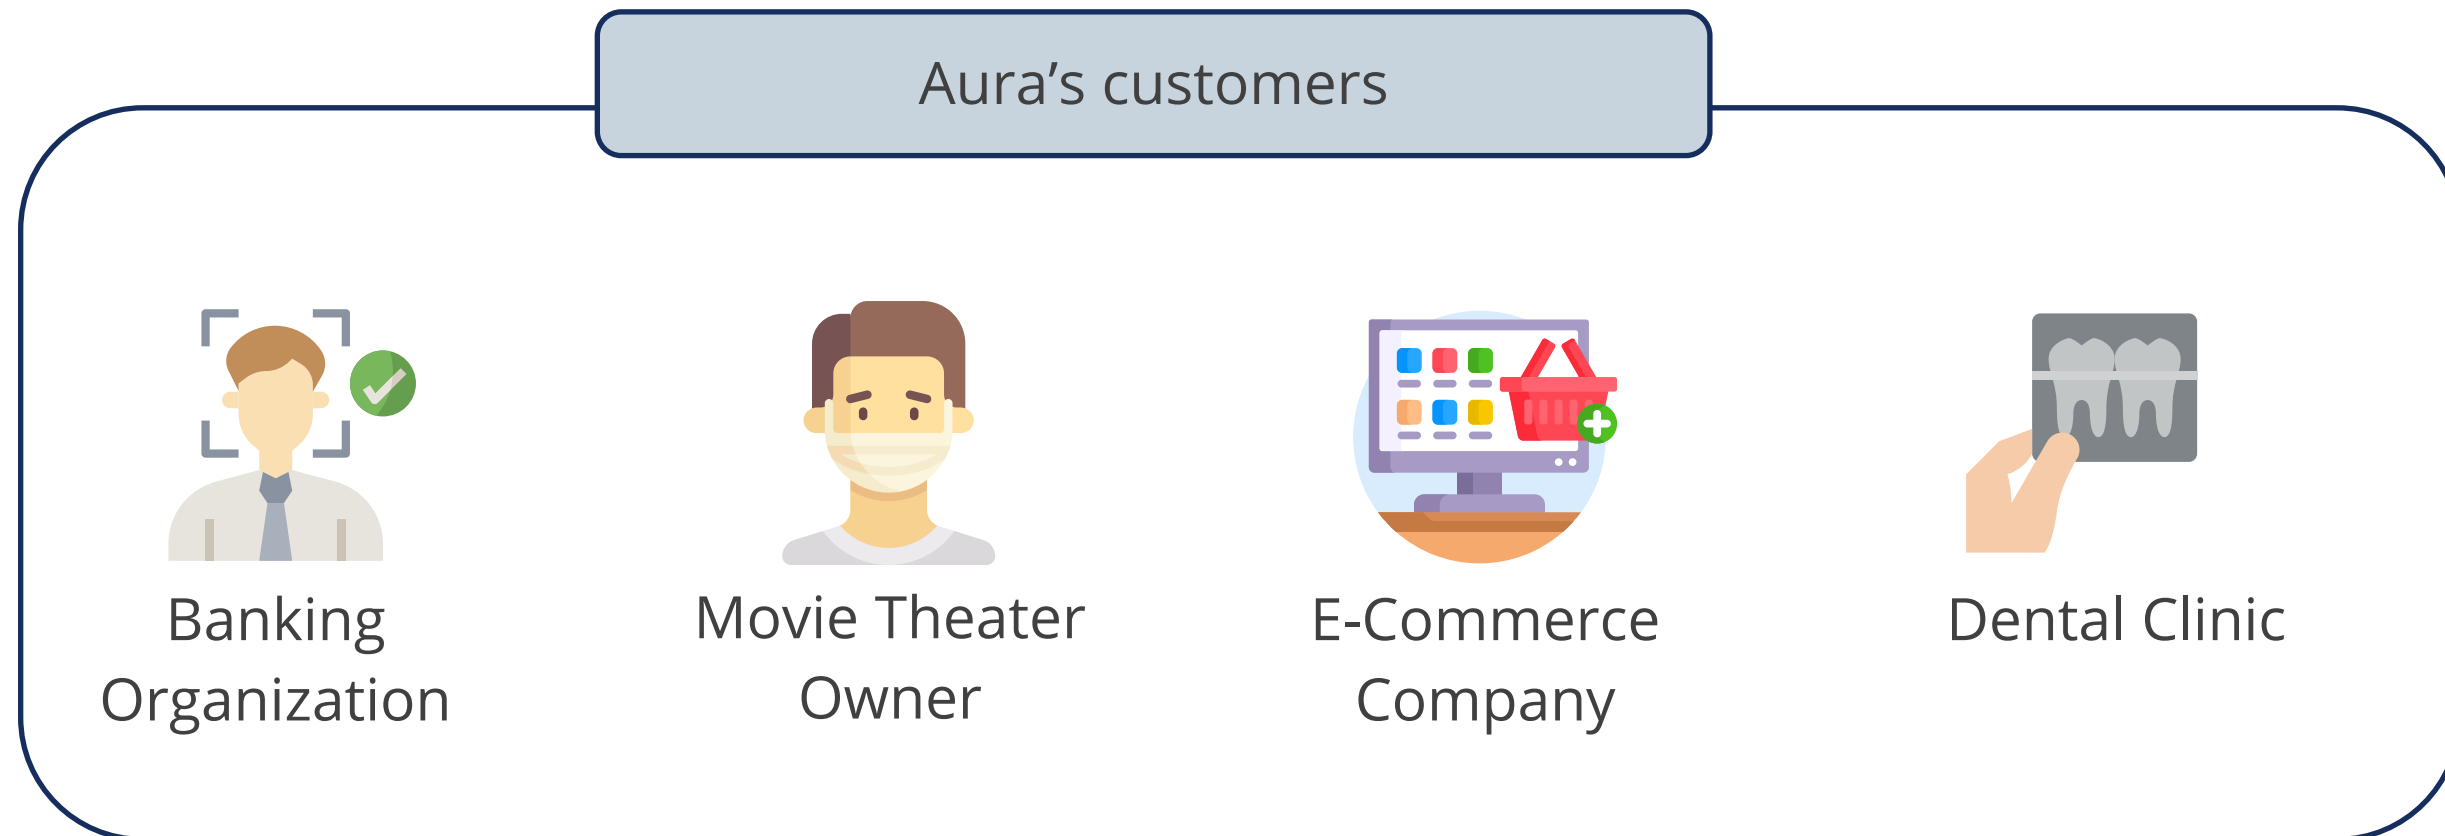 Aura’s customers
Banking
Organization
Movie Theater
Owner
E-Commerce
Company
Dental Clinic